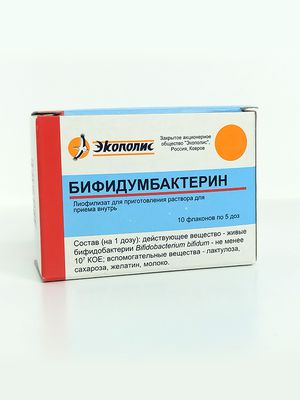 Экополис
Закрытое акционерное
общество "Экополис",
Россия, Ковров
БИФИДУМБАКТЕРИН
Лиофилизат для приготовления раствора для
приема внутрь
10 флаконов по 5 доз
Состав (на 1 дозу): действующее вещество - живые
бифидобактерии Bifidobacterium bifidum - не менее
10⁷ КОЕ; вспомогательные вещества - лактулоза,
сахароза, желатин, молоко.